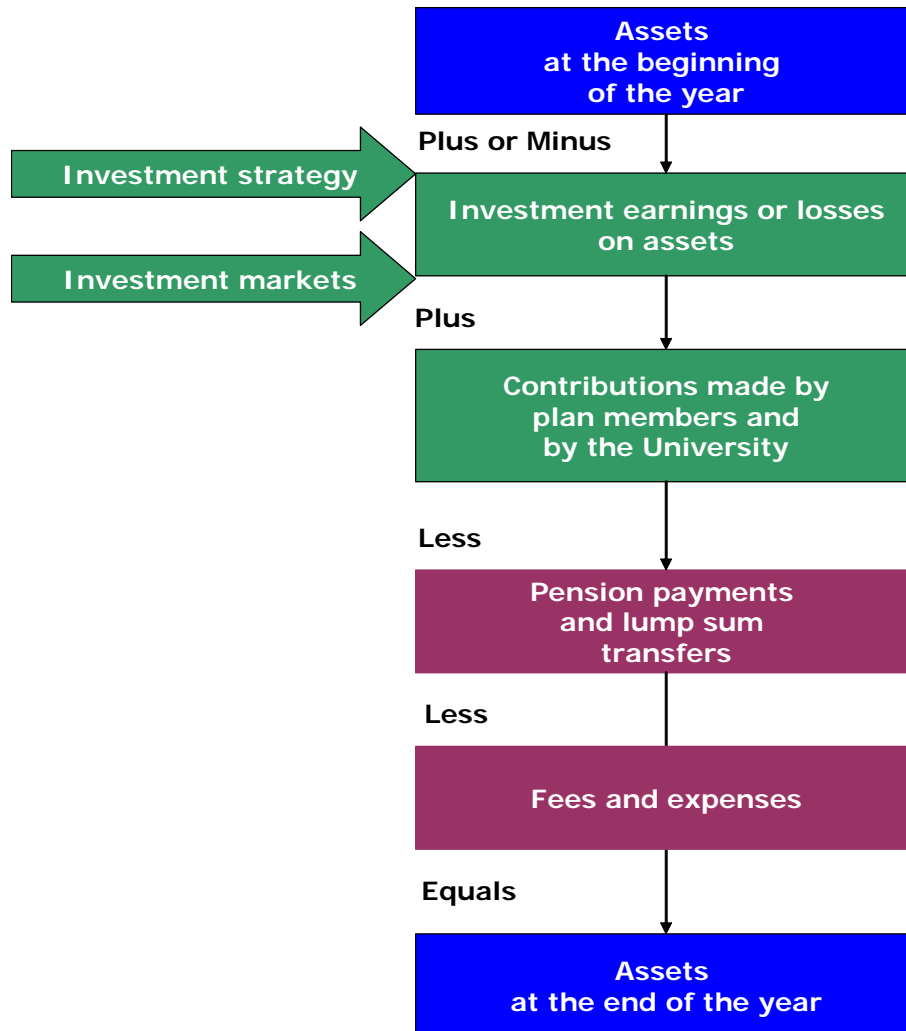 Assets
at the beginning
of the year
Plus or Minus
Investment strategy
Investment earnings or losses
on assets
Investment markets
Plus
Contributions made by
plan members and
by the University
Less
Pension payments
and lump sum
transfers
Less
Fees and expenses
Equals
Assets
at the end of the year